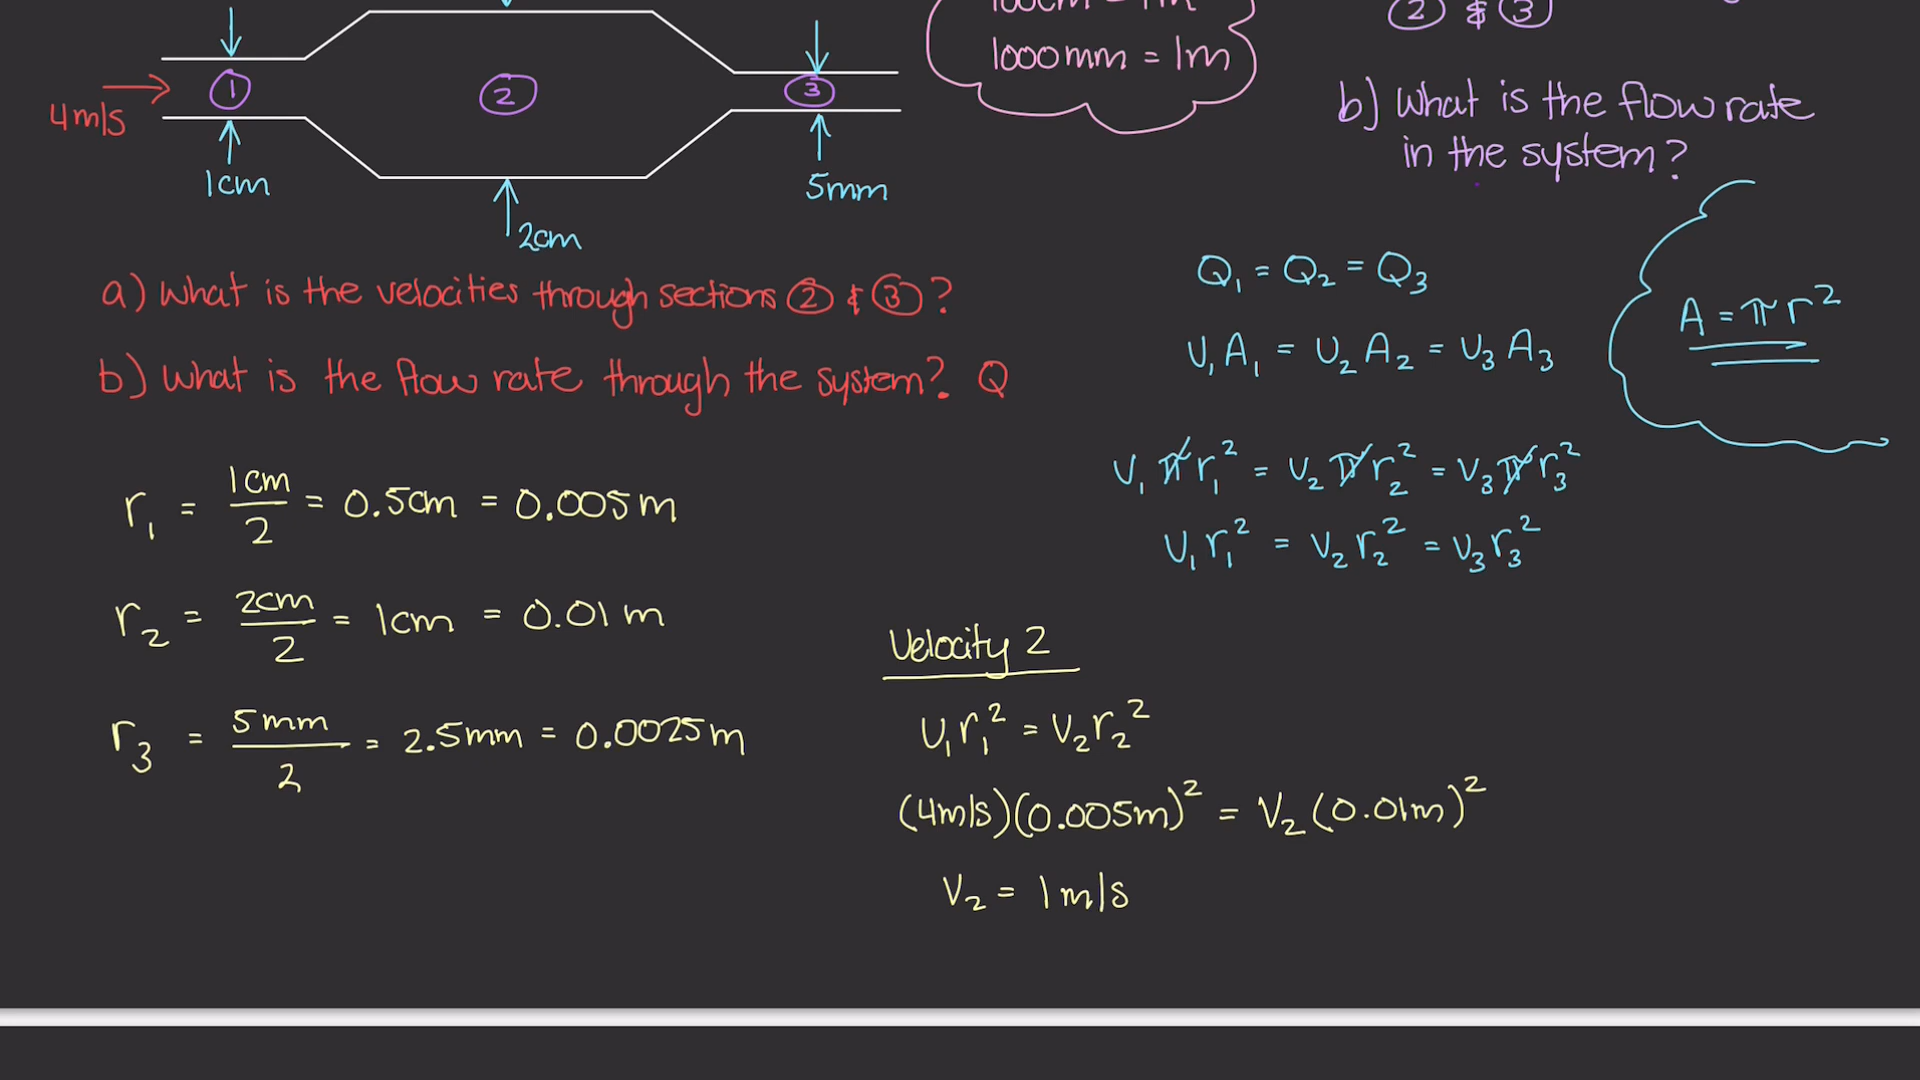 1000mm = 1m
② & ③
4m/s
①
②
③
1cm
2cm
5mm
b) What is the flow rate
in the system?
a) What is the velocities through sections ② & ③?
b) What is the flow rate through the system? Q
Q₁ = Q₂ = Q₃
V₁A₁ = V₂A₂ = V₃A₃
A = πr²
V₁πr₁² = V₂πr₂² = V₃πr₃²
V₁r₁² = V₂r₂² = V₃r₃²
r₁ = 1cm/2 = 0.5cm = 0.005m
r₂ = 2cm/2 = 1cm = 0.01m
r₃ = 5mm/2 = 2.5mm = 0.0025m
Velocity 2
V₁r₁² = V₂r₂²
(4m/s)(0.005m)² = V₂(0.01m)²
V₂ = 1m/s